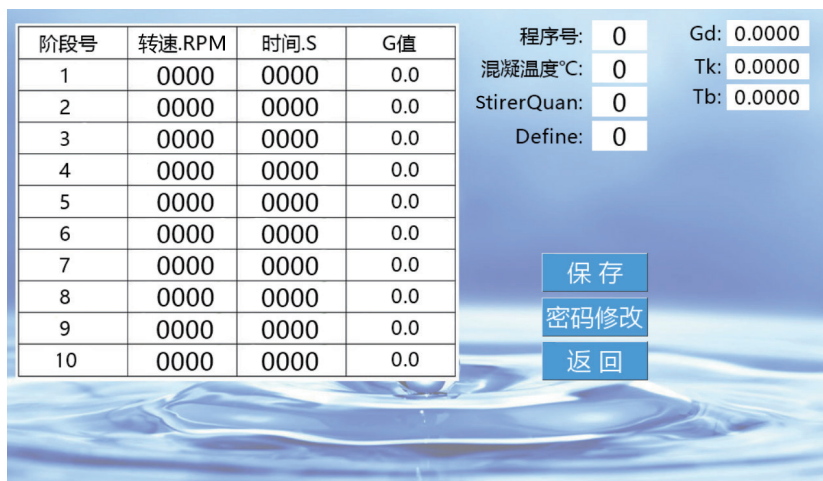 阶段号 转速.RPM 时间.S G值
1 0000 0000 0.0
2 0000 0000 0.0
3 0000 0000 0.0
4 0000 0000 0.0
5 0000 0000 0.0
6 0000 0000 0.0
7 0000 0000 0.0
8 0000 0000 0.0
9 0000 0000 0.0
10 0000 0000 0.0
程序号: 0
混凝温度℃: 0
StirerQuan: 0
Define: 0
Gd: 0.0000
Tk: 0.0000
Tb: 0.0000
保存
密码修改
返回